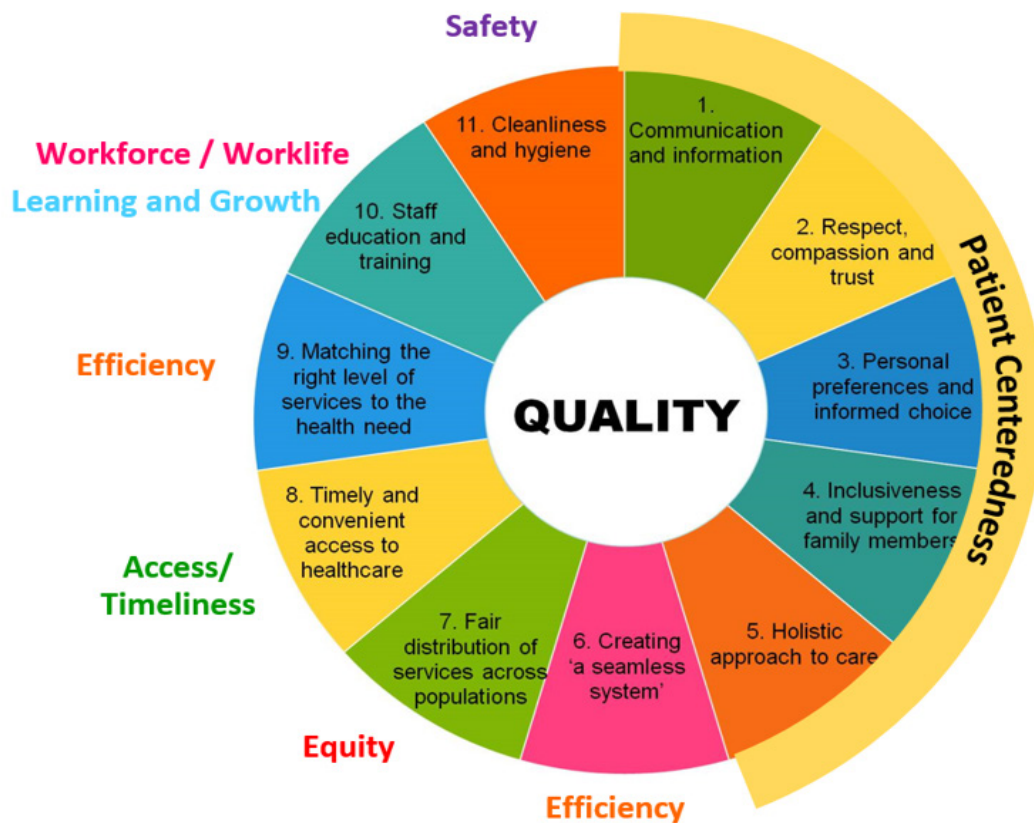 Safety
Workforce / Worklife
Learning and Growth
Efficiency
Access/
Timeliness
Equity
Efficiency
Patient Centeredness
QUALITY
1.
Communication
and information
2. Respect,
compassion and
trust
3. Personal
preferences and
informed choice
4. Inclusiveness
and support for
family members
5. Holistic
approach to care
6. Creating
‘a seamless
system’
7. Fair
distribution of
services across
populations
8. Timely and
convenient
access to
healthcare
9. Matching the
right level of
services to the
health need
10. Staff
education and
training
11. Cleanliness
and hygiene